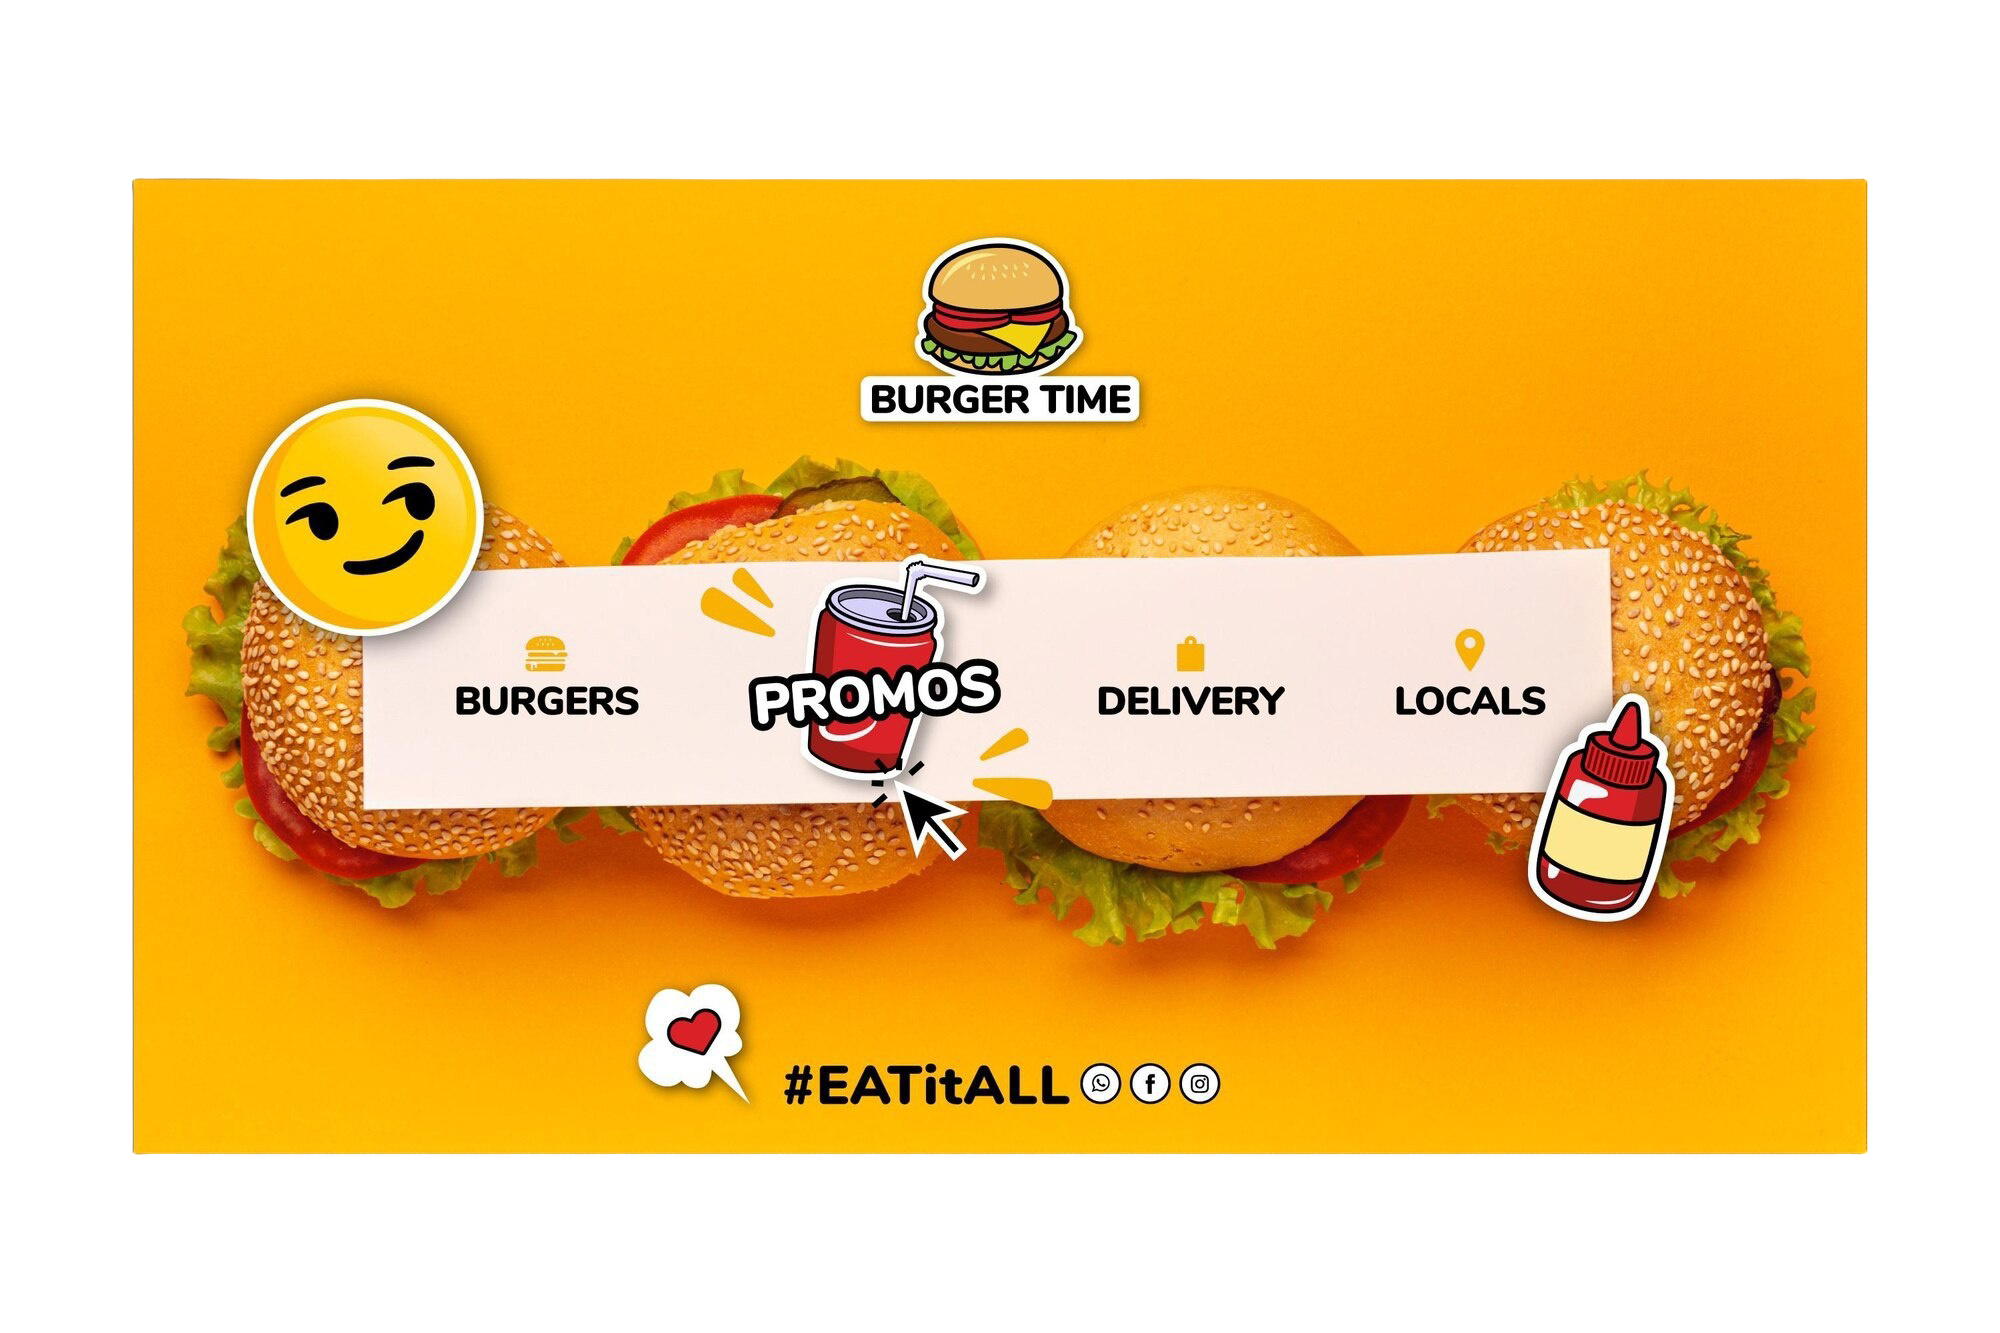 BURGER TIME
BURGERS
PROMOS
DELIVERY
LOCALS
#EATitALL